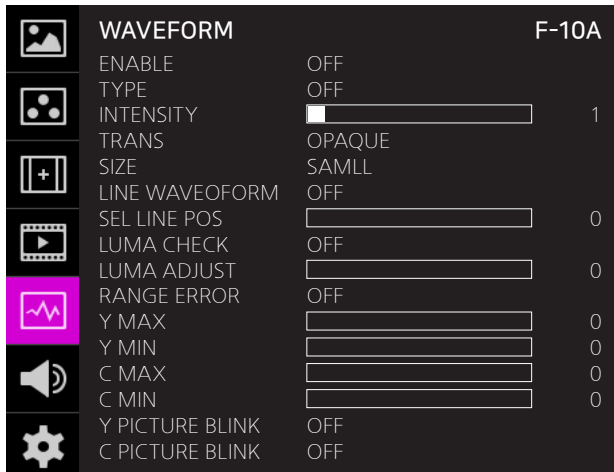 WAVEFORM F-10A
ENABLE OFF
TYPE OFF
INTENSITY 1
TRANS OPAQUE
SIZE SAMLL
LINE WAVEOFORM OFF
SEL LINE POS 0
LUMA CHECK OFF
LUMA ADJUST 0
RANGE ERROR OFF
Y MAX 0
Y MIN 0
C MAX 0
C MIN 0
Y PICTURE BLINK OFF
C PICTURE BLINK OFF